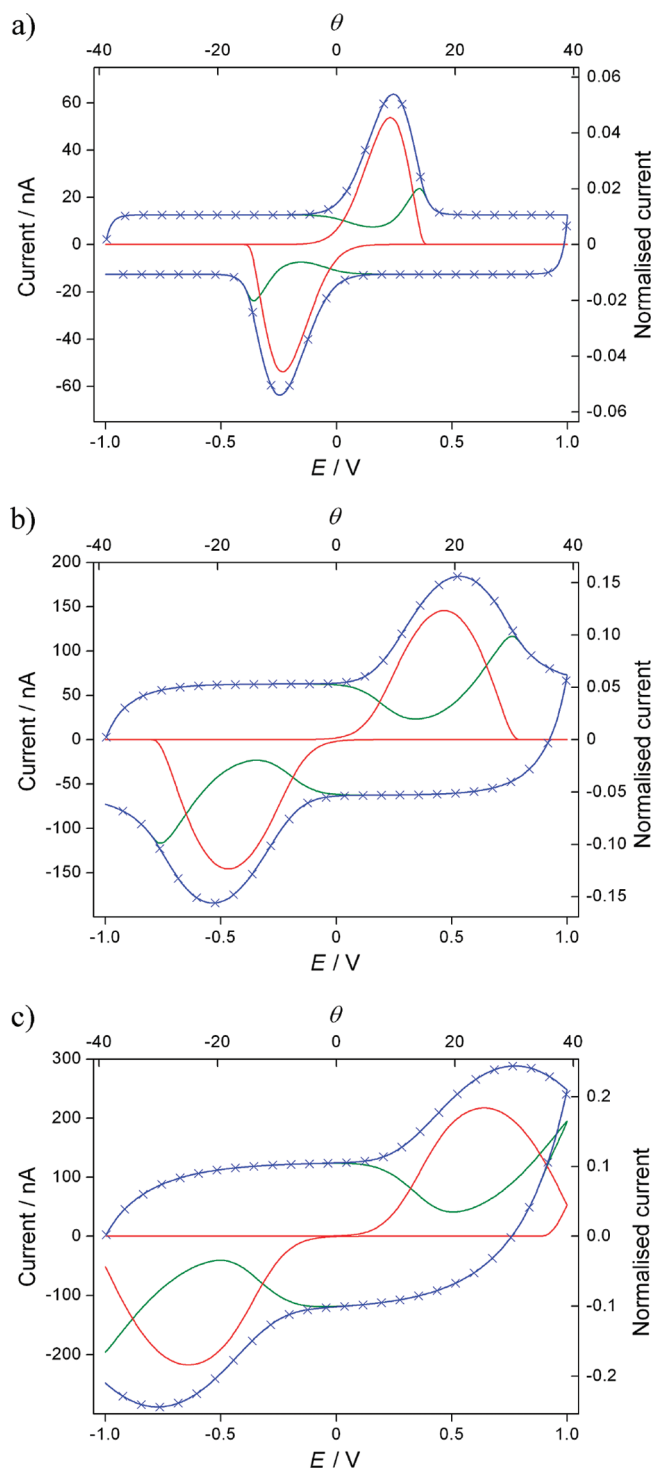 a)
θ
-40 -20 0 20 40
60
40
20
0
-20
-40
-60
Current / nA
0.06
0.04
0.02
0
-0.02
-0.04
-0.06
Normalised current
-1.0 -0.5 0 0.5 1.0
E / V
b)
θ
-40 -20 0 20 40
200
150
100
50
0
-50
-100
-150
Current / nA
0.15
0.10
0.05
0
-0.05
-0.10
-0.15
Normalised current
-1.0 -0.5 0 0.5 1.0
E / V
c)
θ
-40 -20 0 20 40
300
200
100
0
-100
-200
Current / nA
0.2
0.1
0.0
-0.1
-0.2
Normalised current
-1.0 -0.5 0 0.5 1.0
E / V